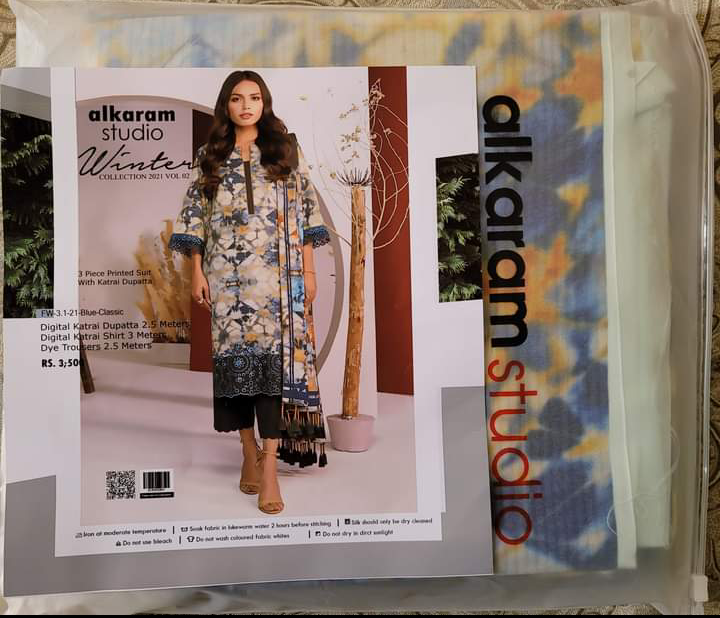 alkaram
studio
Winter
COLLECTION 2021 VOL 02
3 Piece Printed Suit
With Katrai Dupatta
FW-3.1-21-Blue-Classic
Digital Katrai Dupatta 2.5 Meters
Digital Katrai Shirt 3 Meters
Dye Trousers 2.5 Meters
RS. 3,500
Iron at moderate temperature | Soak fabric in lukewarm water 2 hours before stitching | Silk should only be dry cleaned
Do not use bleach | Do not wash coloured fabric whites | Do not dry in dirct sunlight
alkaram studio